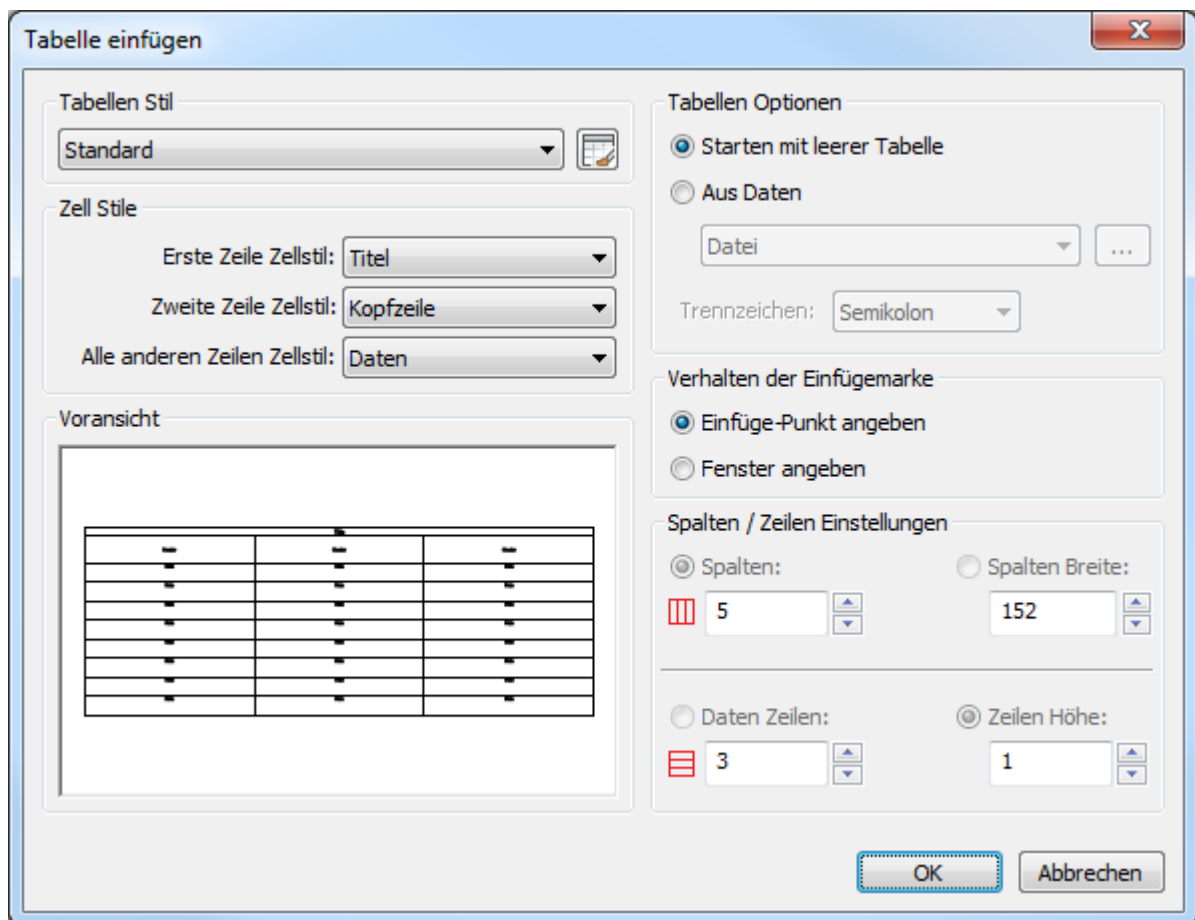 Tabelle einfügen
Tabellen Stil
Standard
Zell Stile
Erste Zeile Zellstil: Titel
Zweite Zeile Zellstil: Kopfzeile
Alle anderen Zeilen Zellstil: Daten
Voransicht
Tabellen Optionen
Starten mit leerer Tabelle
Aus Daten
Datei
...
Trennzeichen: Semikolon
Verhalten der Einfügemarke
Einfüge-Punkt angeben
Fenster angeben
Spalten / Zeilen Einstellungen
Spalten: Spalten Breite:
5 152
Daten Zeilen: Zeilen Höhe:
3 1
OK Abbrechen